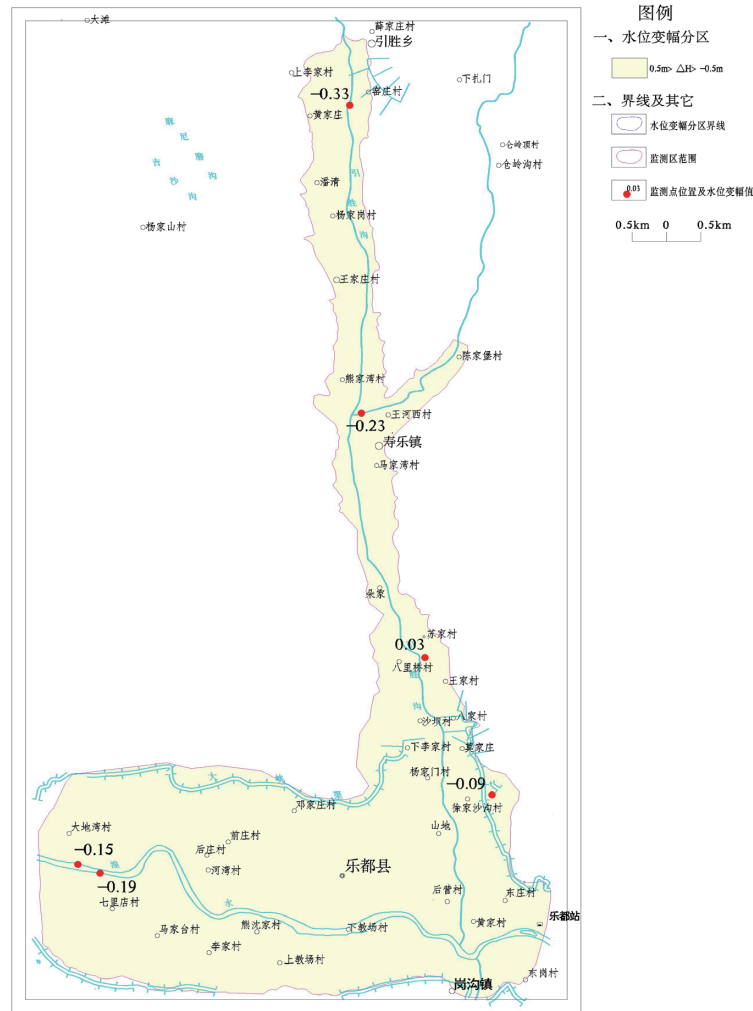 图例
一、水位变幅分区
0.5m> △H> -0.5m
二、界线及其它
水位变幅分区界线
监测区范围
0.03
监测点位置及水位变幅值
0.5km 0 0.5km
大滩
薛家庄村
引胜乡
上李家村
下扎门
-0.33
黄家庄
仓岭顶村
仓岭沟村
潘清
引
胜
沟
杨家岗村
杨家山村
王家庄村
陈家堡村
熊家湾村
王河西村
-0.23
寿乐镇
马家湾村
朵家
苏家村
0.03
八里桥村
胜
沟
王家村
沙坝村
八家村
下李家村
莫家庄
杨家门
-0.09
徐家沙沟村
大
邓家庄村
大地湾村
山地
前庄村
后庄村
-0.15
河湾村
乐都县
-0.19
七里店村
后营村
东庄村
水
黄家村
乐都站
马家台村
熊沈家村
下教场村
李家村
上教场村
东岗村
岗沟镇